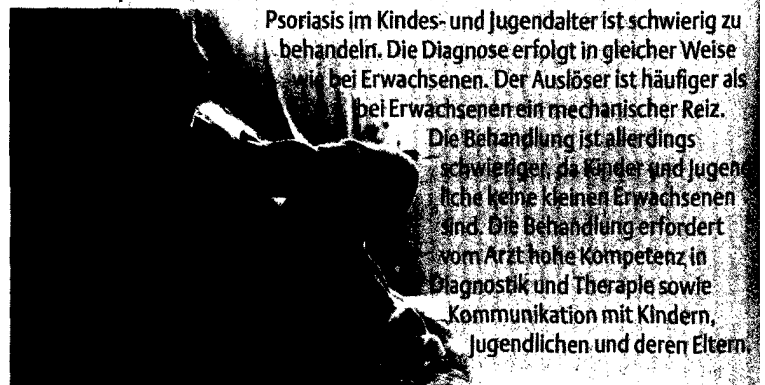 Psoriasis im Kindes- und Jugendalter ist schwierig zu
behandeln. Die Diagnose erfolgt in gleicher Weise
wie bei Erwachsenen. Der Auslöser ist häufiger als
bei Erwachsenen ein mechanischer Reiz.
Die Behandlung ist allerdings
schwieriger, da Kinder und Jugend
liche keine kleinen Erwachsenen
sind. Die Behandlung erfordert
vom Arzt hohe Kompetenz in
Diagnostik und Therapie sowie
Kommunikation mit Kindern,
Jugendlichen und deren Eltern.